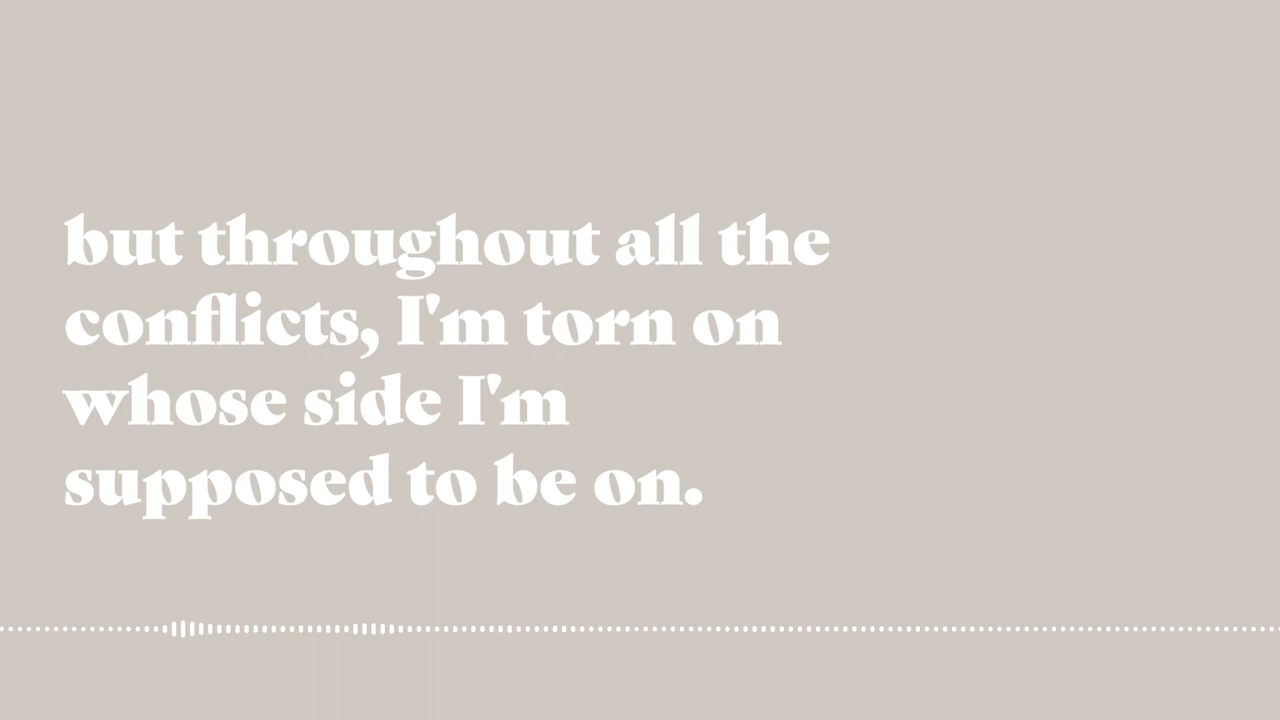 but throughout all the
conflicts, I'm torn on
whose side I'm
supposed to be on.